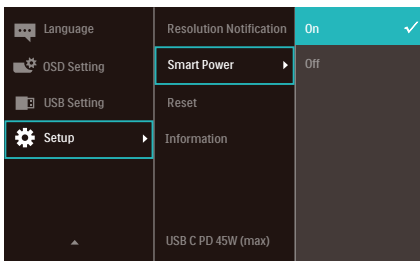 Language
OSD Setting
USB Setting
Setup
Resolution Notification
Smart Power
Reset
Information
USB C PD 45W (max)
On
Off